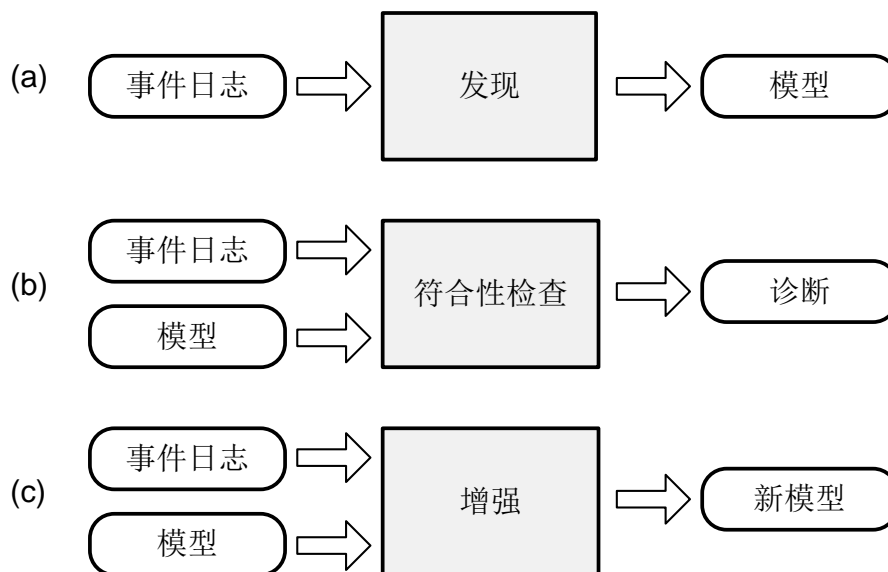 (a)
事件日志
发现
模型
(b)
事件日志
模型
符合性检查
诊断
(c)
事件日志
模型
增强
新模型